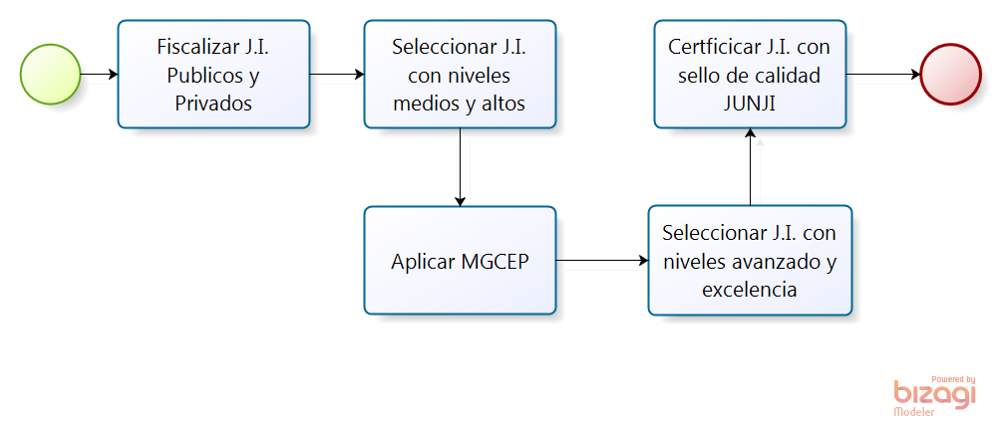 Fiscalizar J.I.
Publicos y
Privados
Seleccionar J.I.
con niveles
medios y altos
Aplicar MGCEP
Seleccionar J.I. con
niveles avanzado y
excelencia
Certficicar J.I. con
sello de calidad
JUNJI
Powered by
bizagi
Modeler